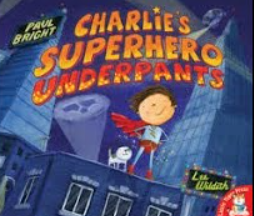 PAUL
BRIGHT
CHARLIE'S
SUPERHERO
UNDERPANTS
Lee
Wildish